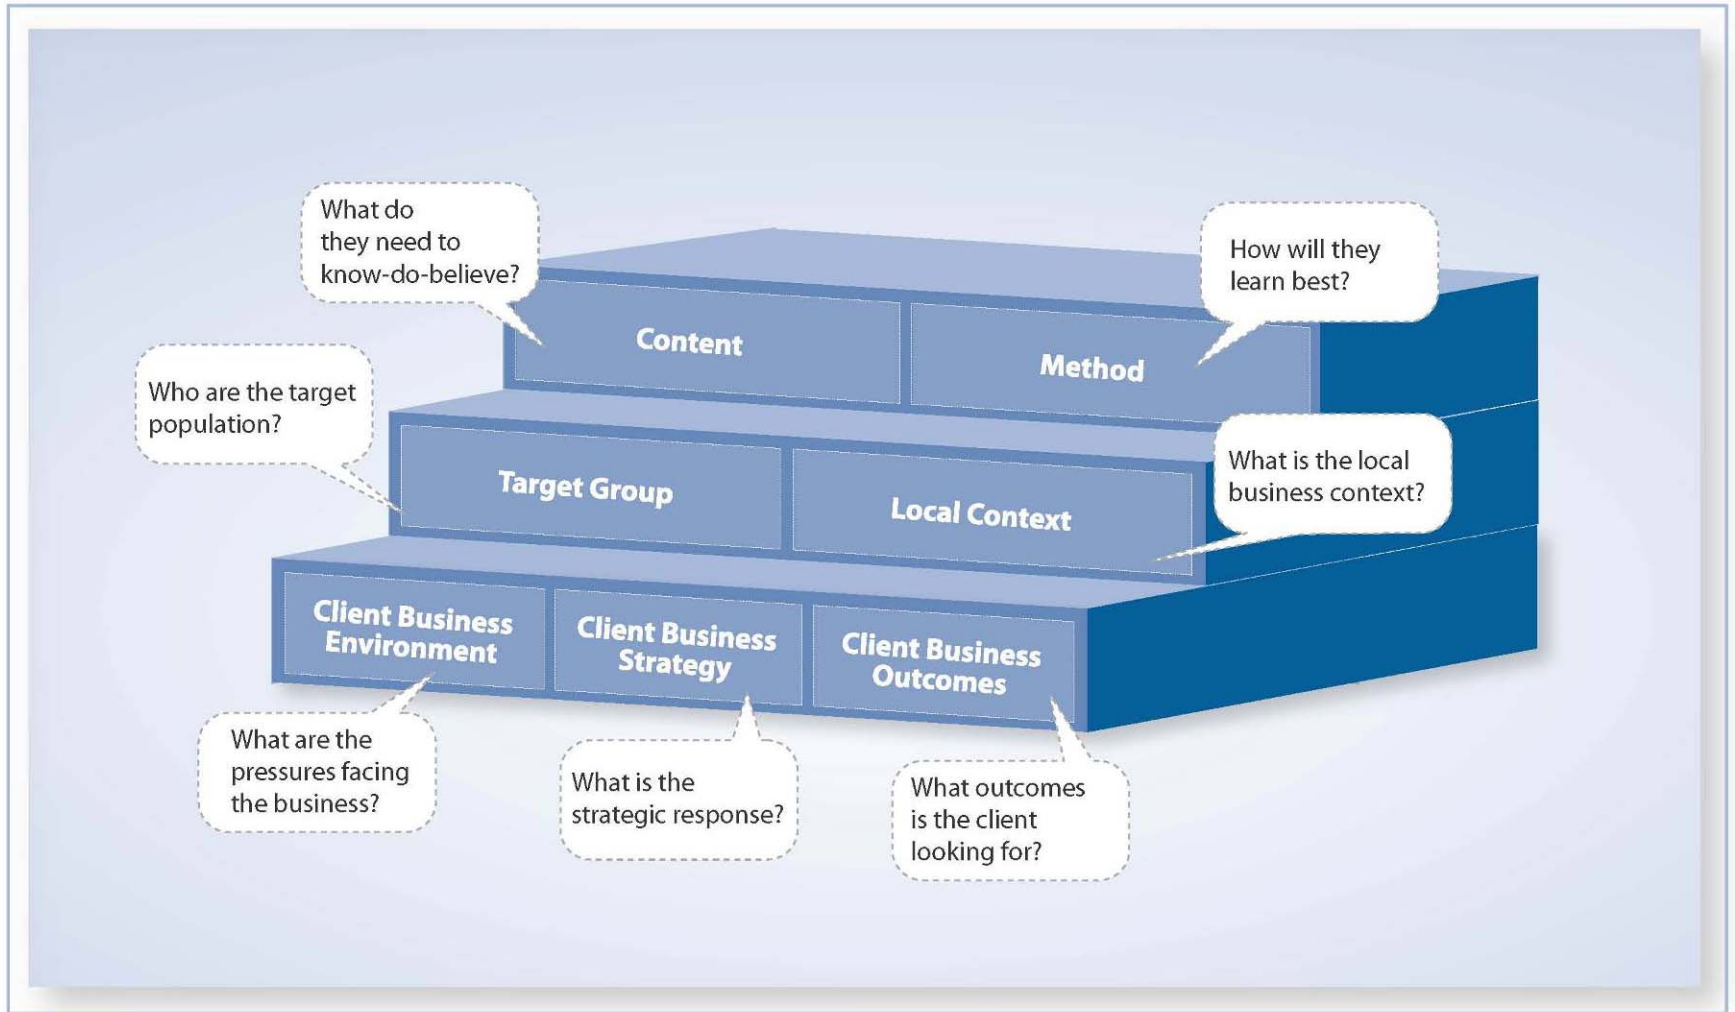 What do
they need to
know-do-believe?
How will they
learn best?
Content
Method
Who are the target
population?
What is the local
business context?
Target Group
Local Context
Client Business
Environment
Client Business
Strategy
Client Business
Outcomes
What are the
pressures facing
the business?
What is the
strategic response?
What outcomes
is the client
looking for?